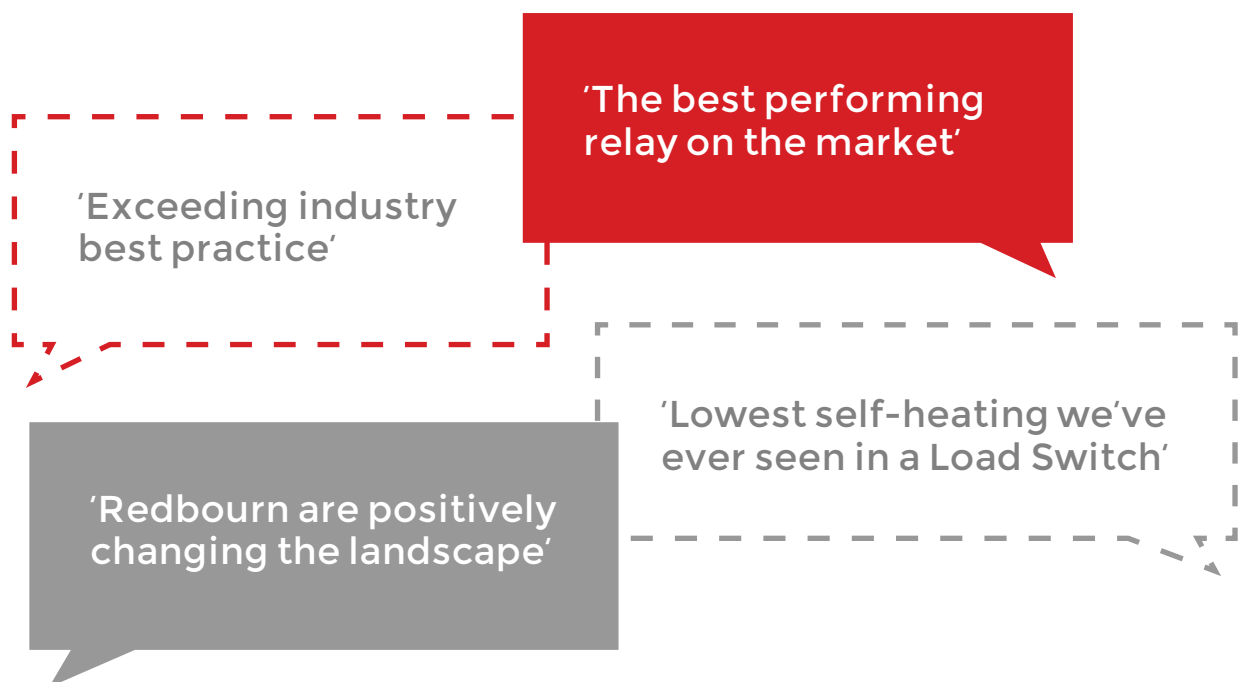 'The best performing
relay on the market'
'Exceeding industry
best practice'
'Lowest self-heating we've
ever seen in a Load Switch'
'Redbourn are positively
changing the landscape'